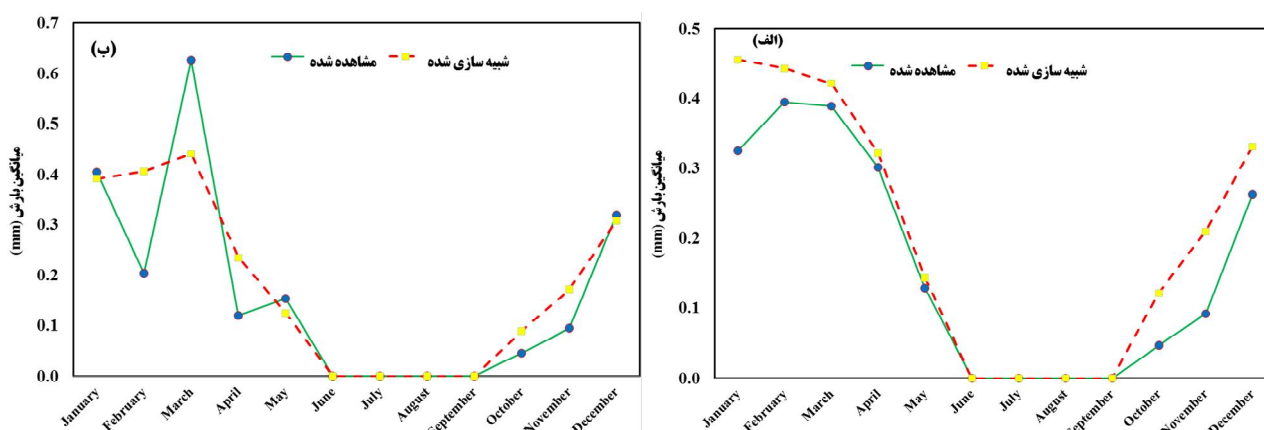 (ب)
مشاهده شده
شبیه سازی شده
میانگین بارش (mm)
0.7
0.6
0.5
0.4
0.3
0.2
0.1
0.0
January
February
March
April
May
June
July
August
September
October
November
December
(الف)
مشاهده شده
شبیه سازی شده
میانگین بارش (mm)
0.5
0.4
0.3
0.2
0.1
0.0
January
February
March
April
May
June
July
August
September
October
November
December